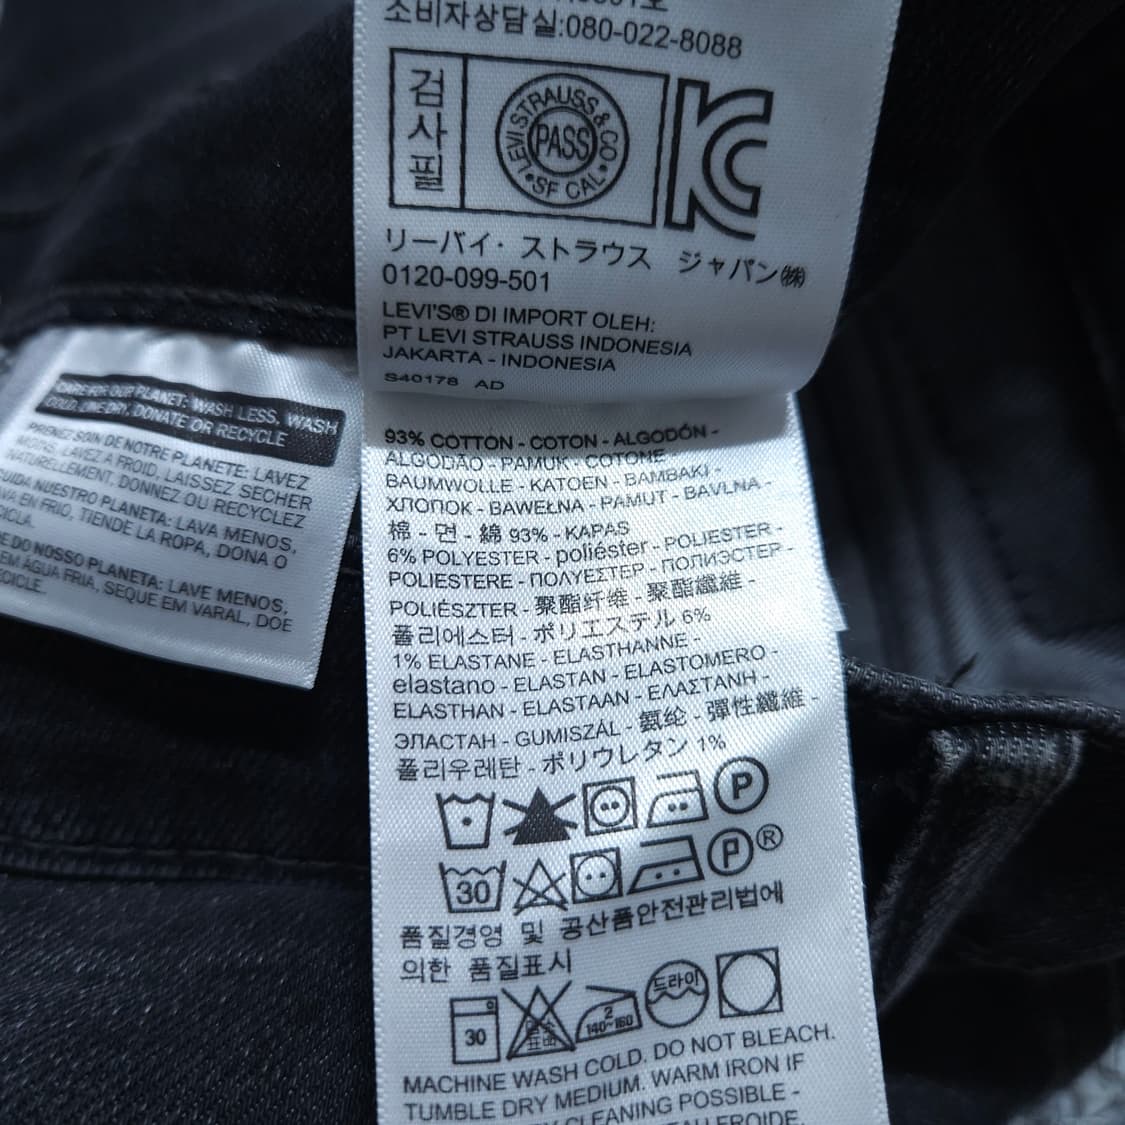 소비자상담실:080-022-8088
검사필
LEVI STRAUSS & CO
PASS
SF CAL
리ーバイ・ストラウス ジャパン㈱
0120-099-501
LEVI'S® DI IMPORT OLEH:
PT LEVI STRAUSS INDONESIA
JAKARTA - INDONESIA
S40178 AD
93% COTTON - COTON - ALGODÓN -
ALGODÃO - PAMUK - COTONE
BAUMWOLLE - KATOEN - BAMBAKI -
ХЛОПОК - BAWEŁNA - PAMUT - BAVLNA -
棉 - 면 - 綿 93% - KAPAS
6% POLYESTER - poliéster - POLIESTER -
POLIESTERE - ΠΟΛΥΕΣΤΕΡ - ПОЛИЭСТЕР -
POLIÉSZTER - 聚酯纤维 - 聚酯纖維 -
폴리에스터 - ポリエステル 6%
1% ELASTANE - ELASTHANNE -
elastano - ELASTAN - ELASTOMERO -
ELASTHAN - ELASTAAN - ΕΛΑΣΤΑΝΗ -
ЭЛАСТАН - GUMISZÁL - 氨纶 - 彈性纖維 -
폴리우레탄 - ポリウレタン 1%
P
30 P ®
품질경영 및 공산품안전관리법에
의한 품질표시
30
2
140~160
드라이
MACHINE WASH COLD. DO NOT BLEACH.
TUMBLE DRY MEDIUM. WARM IRON IF
CLEANING POSSIBLE -
CARE FOR OUR PLANET: WASH LESS, WASH
COLD, LINE DRY, DONATE OR RECYCLE
PRENEZ SOIN DE NOTRE PLANETE: LAVEZ
MOINS, LAVEZ A FROID, LAISSEZ SECHER
NATURELLEMENT, DONNEZ OU RECYCLEZ
NUESTRO PLANETA: LAVA MENOS,
EN FRIO, TIENDE LA ROPA, DONA O
DO NOSSO PLANETA: LAVE MENOS,
EM ÁGUA FRIA, SEQUE EM VARAL, DOE